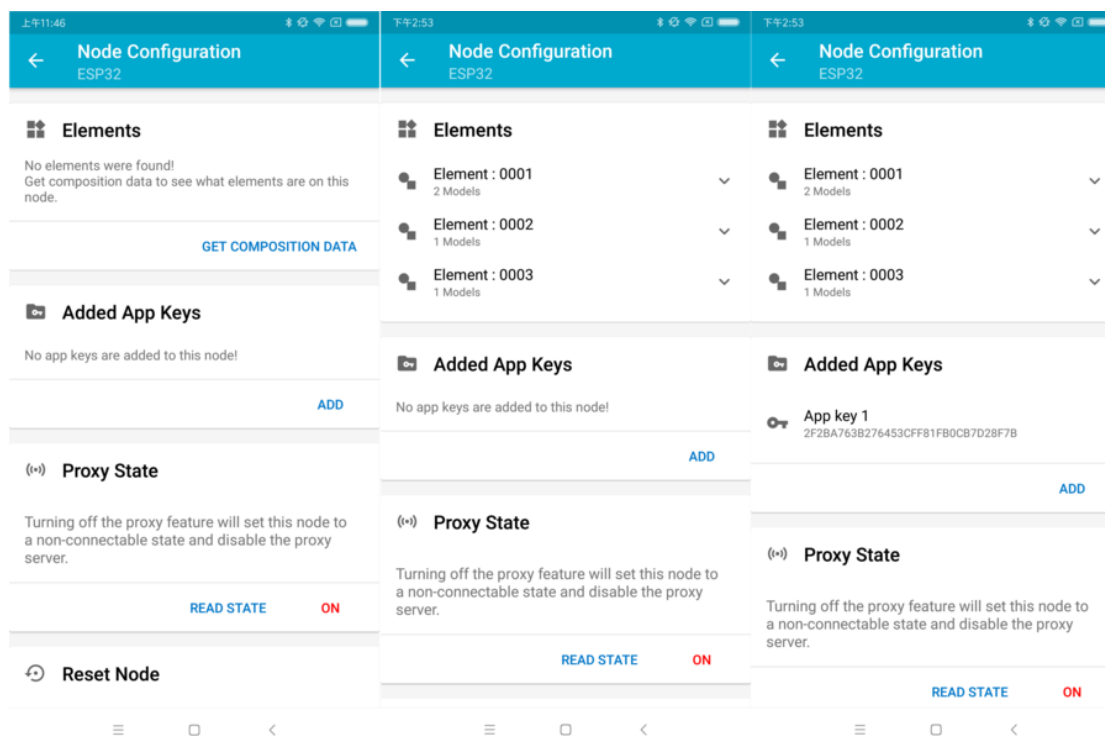 上午11:46
Node Configuration
ESP32
Elements
No elements were found!
Get composition data to see what elements are on this
node.
GET COMPOSITION DATA
Added App Keys
No app keys are added to this node!
ADD
Proxy State
Turning off the proxy feature will set this node to
a non-connectable state and disable the proxy
server.
READ STATE
ON
Reset Node
下午2:53
Node Configuration
ESP32
Elements
Element : 0001
2 Models
Element : 0002
1 Models
Element : 0003
1 Models
Added App Keys
No app keys are added to this node!
ADD
Proxy State
Turning off the proxy feature will set this node to
a non-connectable state and disable the proxy
server.
READ STATE
ON
下午2:53
Node Configuration
ESP32
Elements
Element : 0001
2 Models
Element : 0002
1 Models
Element : 0003
1 Models
Added App Keys
App key 1
2F2BA763B276453CFF81FB0CB7D28F7B
ADD
Proxy State
Turning off the proxy feature will set this node to
a non-connectable state and disable the proxy
server.
READ STATE
ON